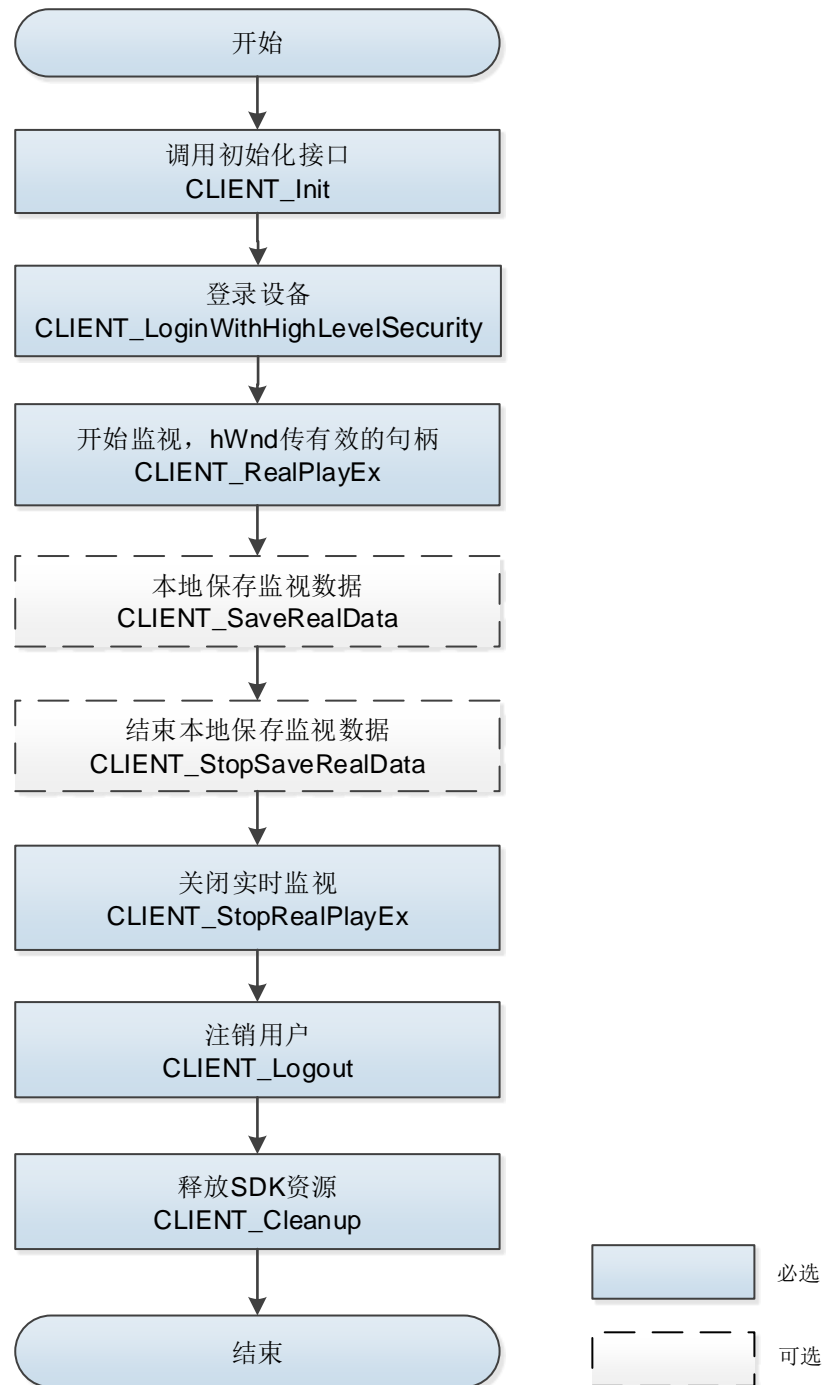 开始
调用初始化接口
CLIENT_Init
登录设备
CLIENT_LoginWithHighLevelSecurity
开始监视，hWnd传有效的句柄
CLIENT_RealPlayEx
本地保存监视数据
CLIENT_SaveRealData
结束本地保存监视数据
CLIENT_StopSaveRealData
关闭实时监视
CLIENT_StopRealPlayEx
注销用户
CLIENT_Logout
释放SDK资源
CLIENT_Cleanup
结束
必选
可选